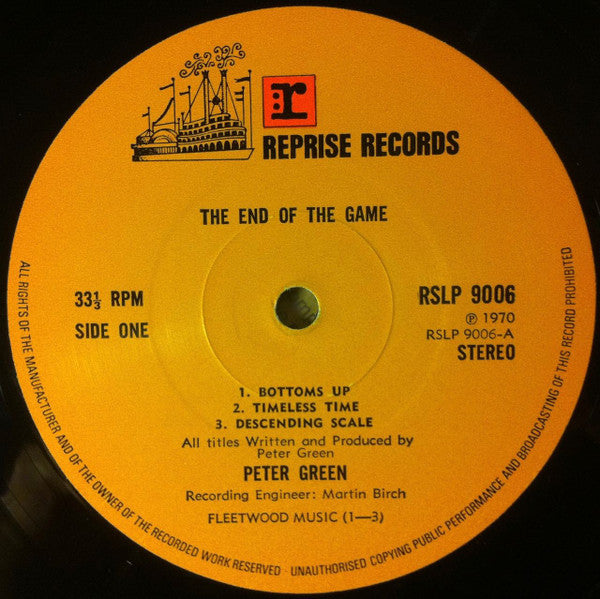 r
REPRISE RECORDS
THE END OF THE GAME
33⅓ RPM
SIDE ONE
RSLP 9006
℗ 1970
RSLP 9006-A
STEREO
1. BOTTOMS UP
2. TIMELESS TIME
3. DESCENDING SCALE
All titles Written and Produced by
Peter Green
PETER GREEN
Recording Engineer: Martin Birch
FLEETWOOD MUSIC (1—3)
ALL RIGHTS OF THE MANUFACTURER AND OF THE OWNER OF THE RECORDED WORK RESERVED · UNAUTHORISED COPYING PUBLIC PERFORMANCE AND BROADCASTING OF THIS RECORD PROHIBITED